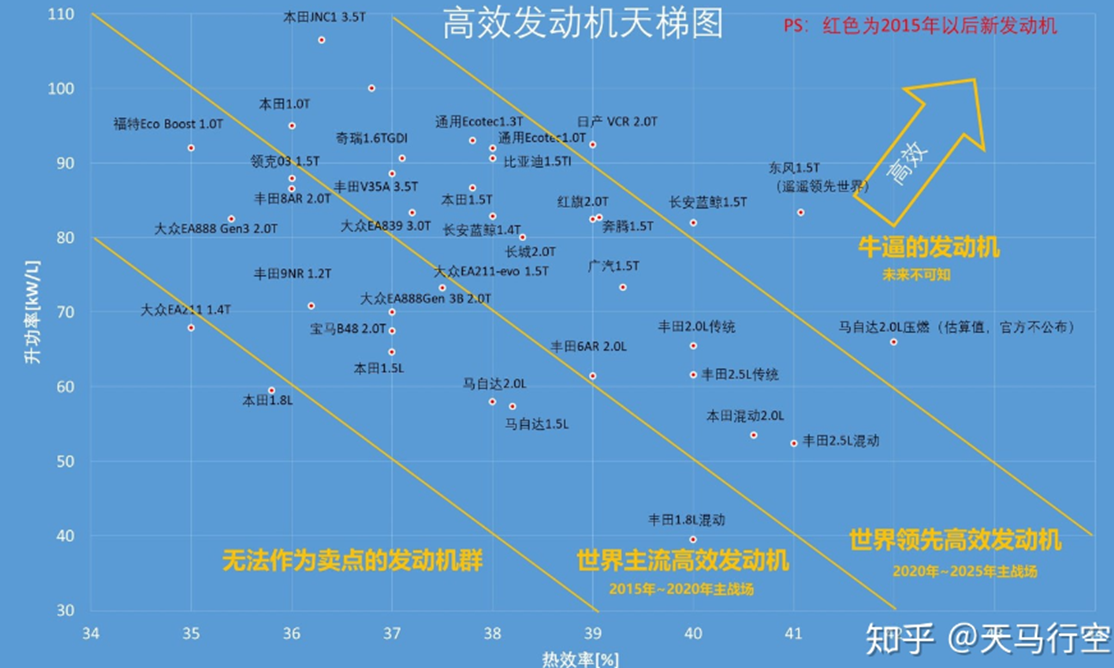 高效发动机天梯图
PS：红色为2015年以后新发动机
110
100
90
80
70
60
50
40
30
升功率[kW/L]
本田JNC1 3.5T
本田1.0T
福特Eco Boost 1.0T
奇瑞1.6TGDI
通用Ecotec1.3T
日产 VCR 2.0T
通用Ecotec1.0T
领克03 1.5T
比亚迪1.5TI
东风1.5T
（遥遥领先世界）
高效
丰田V35A 3.5T
丰田8AR 2.0T
本田1.5T
红旗2.0T
长安蓝鲸1.5T
大众EA888 Gen3 2.0T
大众EA839 3.0T
长安蓝鲸1.4T
奔腾1.5T
牛逼的发动机
未来不可知
长城2.0T
丰田9NR 1.2T
大众EA211-evo 1.5T
广汽1.5T
大众EA888Gen 3B 2.0T
大众EA211 1.4T
宝马B48 2.0T
丰田2.0L传统
马自达2.0L压燃（估算值，官方不公布）
丰田6AR 2.0L
本田1.5L
丰田2.5L传统
马自达2.0L
本田1.8L
马自达1.5L
本田混动2.0L
丰田2.5L混动
丰田1.8L混动
无法作为卖点的发动机群
世界主流高效发动机
2015年~2020年主战场
世界领先高效发动机
2020年~2025年主战场
34
35
36
37
38
39
40
41
热效率[%]
知乎 @天马行空